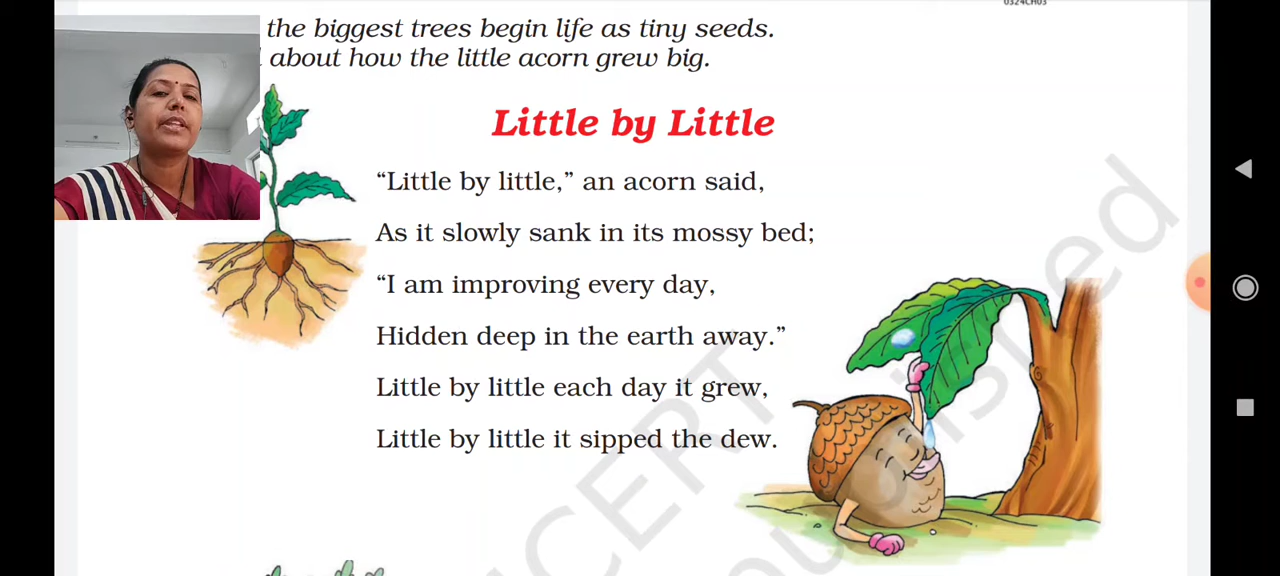 0324CH03
the biggest trees begin life as tiny seeds.
about how the little acorn grew big.
Little by Little
“Little by little,” an acorn said,
As it slowly sank in its mossy bed;
“I am improving every day,
Hidden deep in the earth away.”
Little by little each day it grew,
Little by little it sipped the dew.